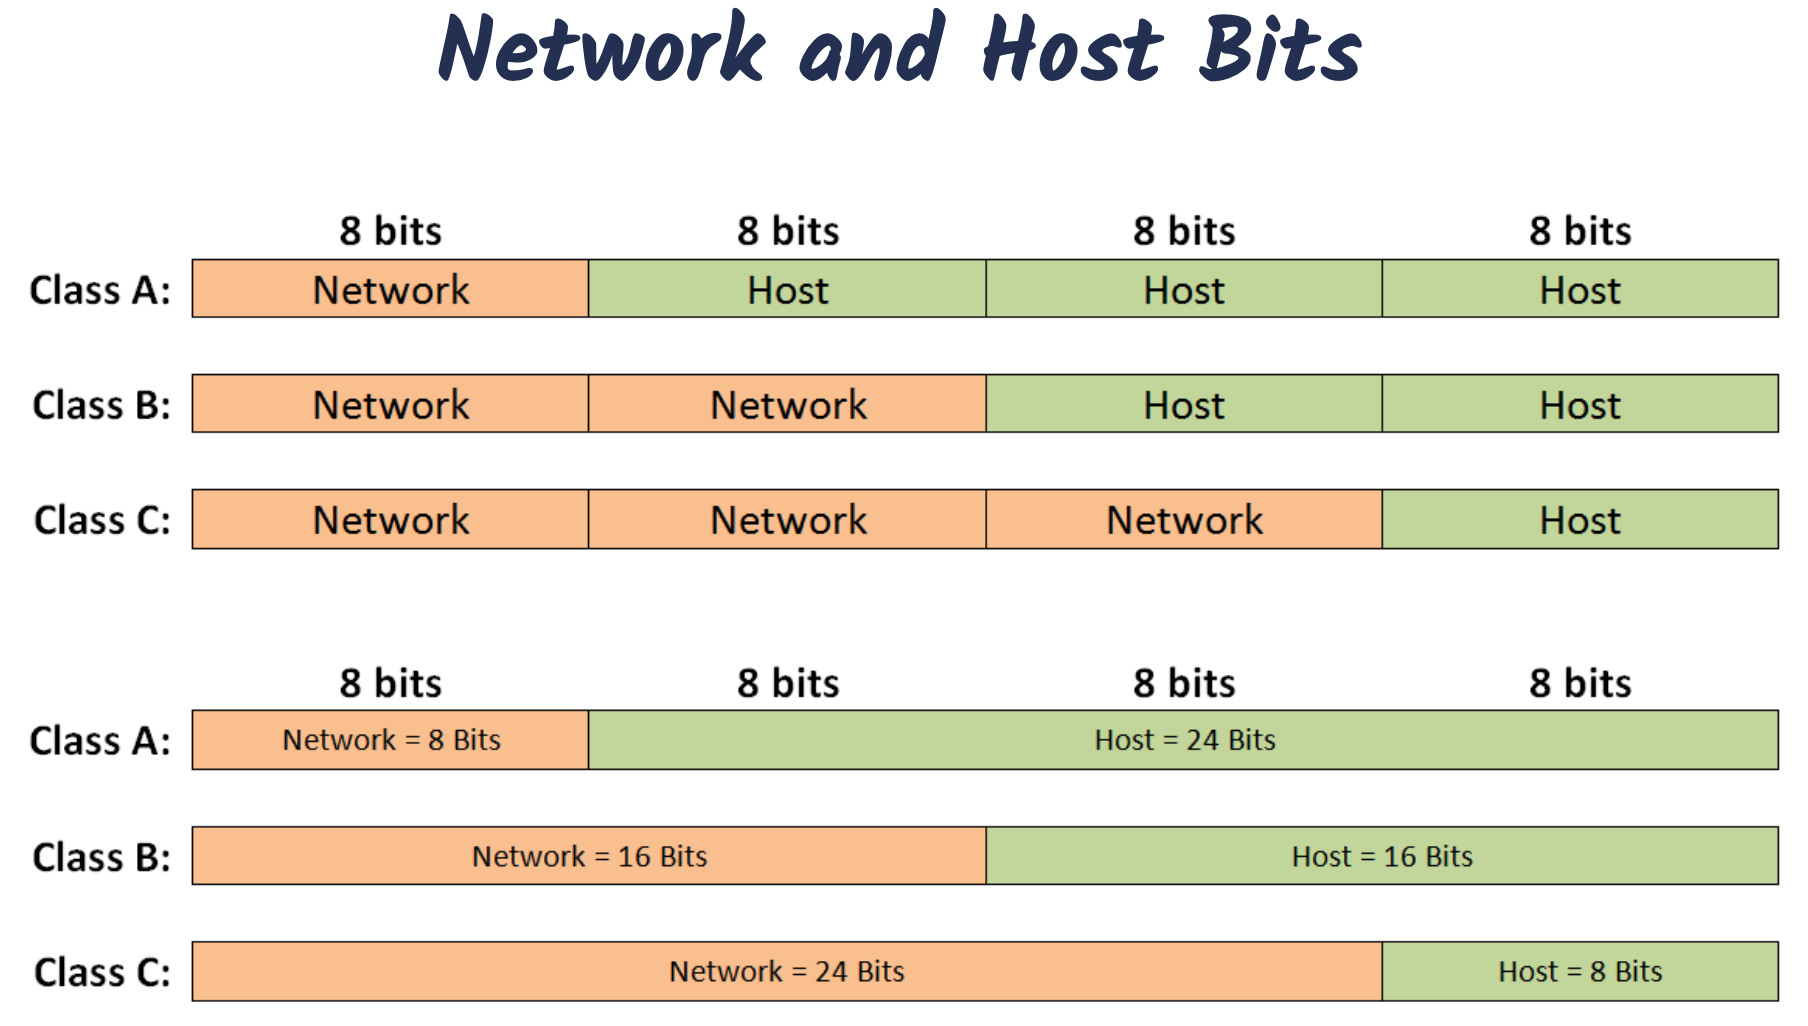 Network and Host Bits
8 bits 8 bits 8 bits 8 bits
Class A: Network Host Host Host
Class B: Network Network Host Host
Class C: Network Network Network Host
8 bits 8 bits 8 bits 8 bits
Class A: Network = 8 Bits Host = 24 Bits
Class B: Network = 16 Bits Host = 16 Bits
Class C: Network = 24 Bits Host = 8 Bits